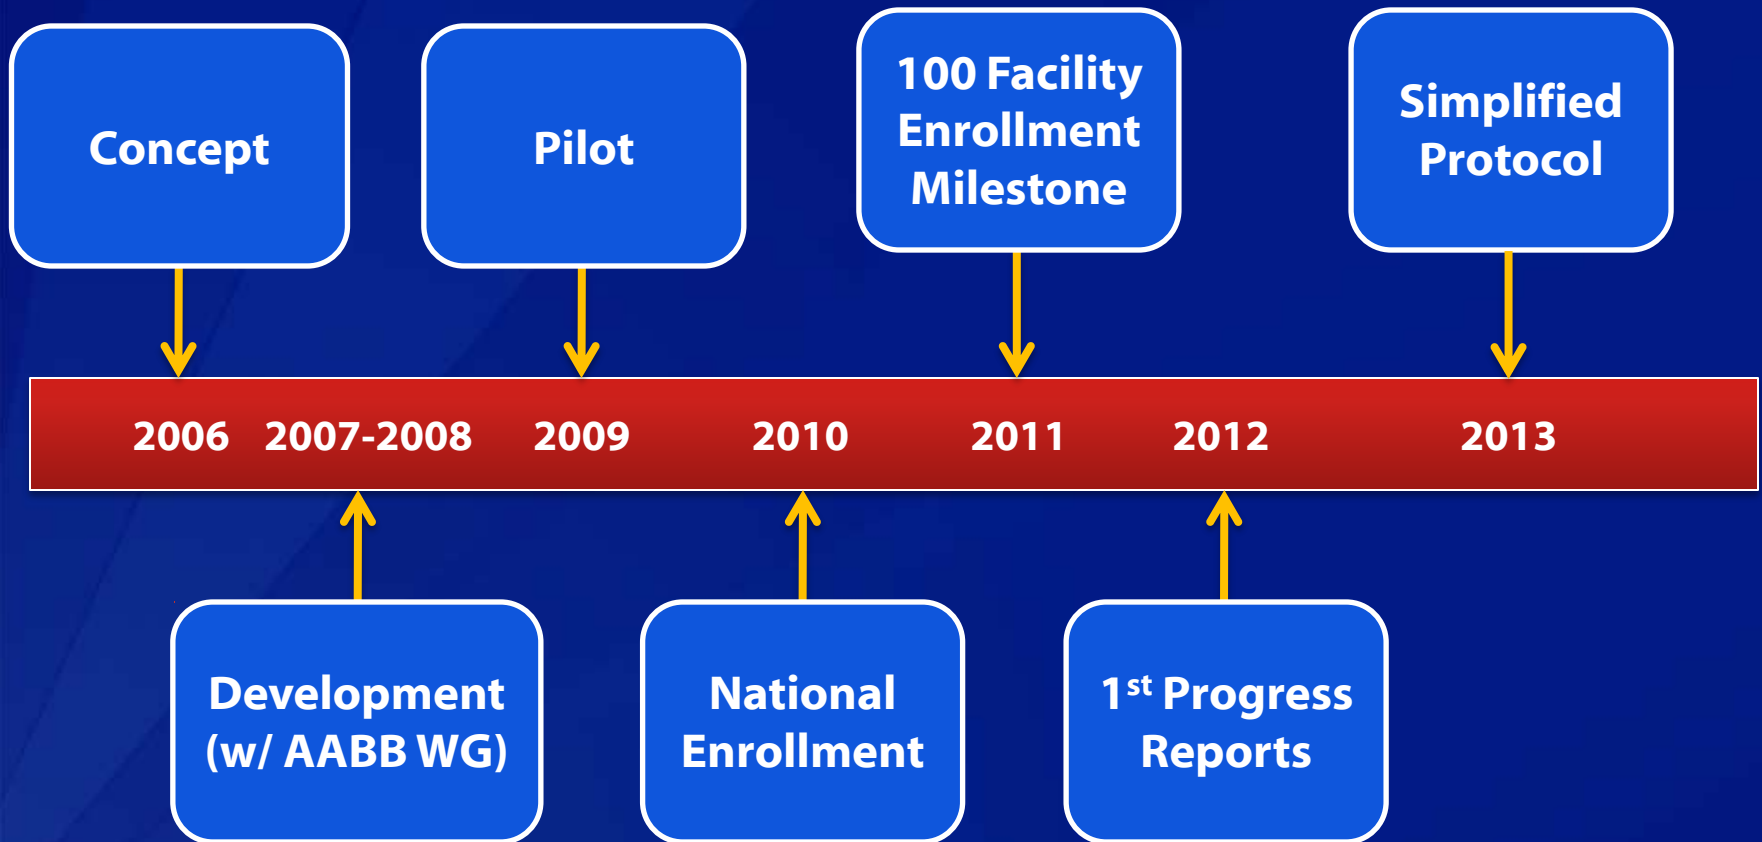 Concept
Pilot
100 Facility
Enrollment
Milestone
Simplified
Protocol
2006 2007-2008 2009 2010 2011 2012 2013
Development
(w/ AABB WG)
National
Enrollment
1st Progress
Reports